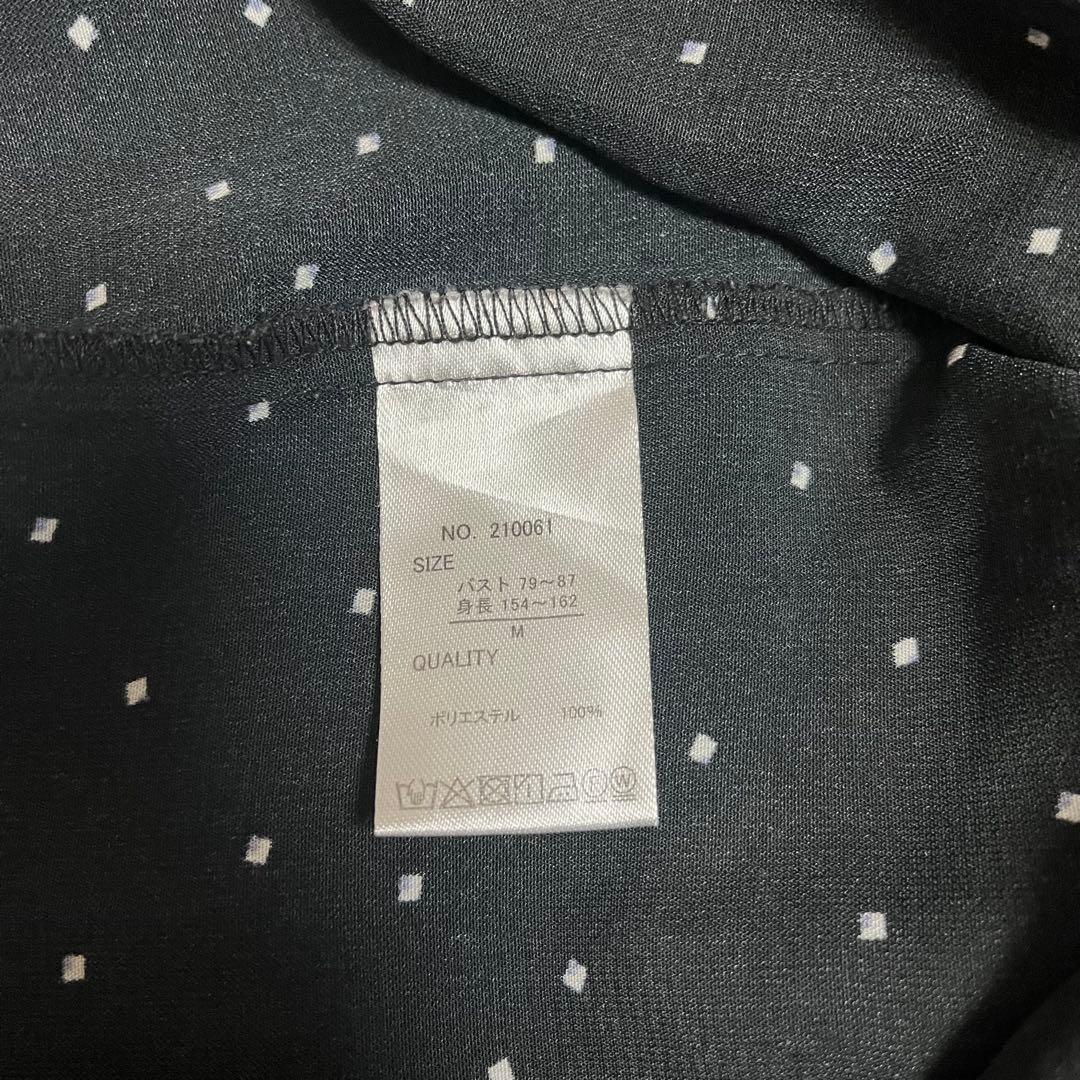 NO. 210061
SIZE
バスト 79～87
身長 154～162
M
QUALITY
ポリエステル 100%
W